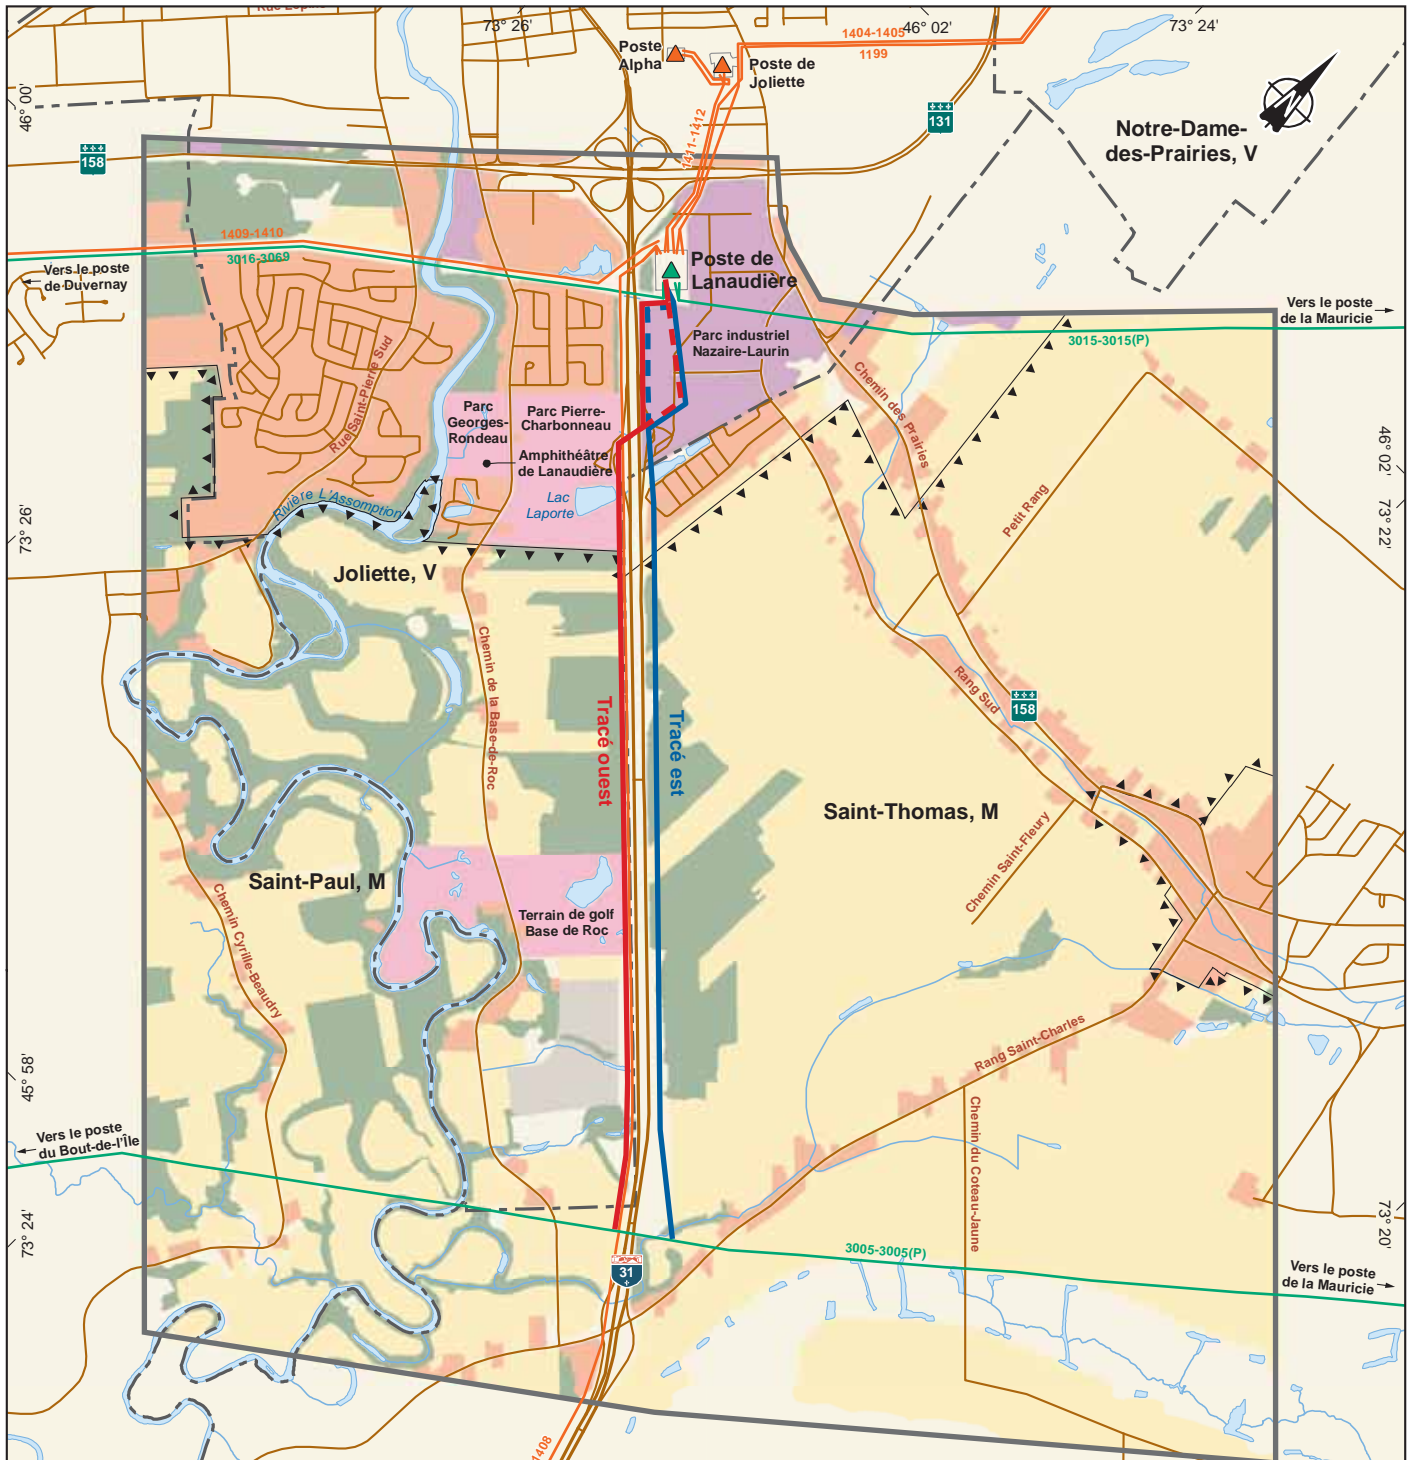 73° 26'
46° 02'
73° 24'
1404-1405
1199
Poste
Alpha
Poste de
Joliette
46° 00'
158
131
1411-1412
Notre-Dame-
des-Prairies, V
1409-1410
3016-3069
Vers le poste
de Duvernay
Poste de
Lanaudière
Vers le poste
de la Mauricie
3015-3015(P)
Parc industriel
Nazaire-Laurin
Rue Saint-Pierre Sud
Chemin des Prairies
Parc
Georges-
Rondeau
Parc Pierre-
Charbonneau
Amphithéâtre
de Lanaudière
Lac
Laporte
46° 02'
73° 22'
73° 26'
Rivière L'Assomption
Petit Rang
Joliette, V
Chemin de la Base-de-Roc
Rang Sud
158
Tracé ouest
Tracé est
Saint-Thomas, M
Chemin Saint-Fleury
Saint-Paul, M
Chemin Cyrille-Beaudry
Terrain de golf
Base de Roc
Rang Saint-Charles
45° 58'
Chemin du Coteau-Jaune
Vers le poste
du Bout-de-l'Île
73° 24'
73° 20'
3005-3005(P)
31
Vers le poste
de la Mauricie
1408